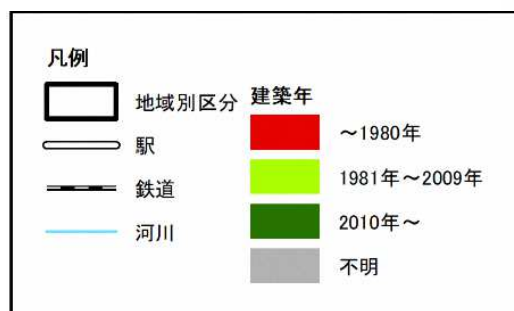 凡例
地域別区分
駅
鉄道
河川
建築年
～1980年
1981年～2009年
2010年～
不明